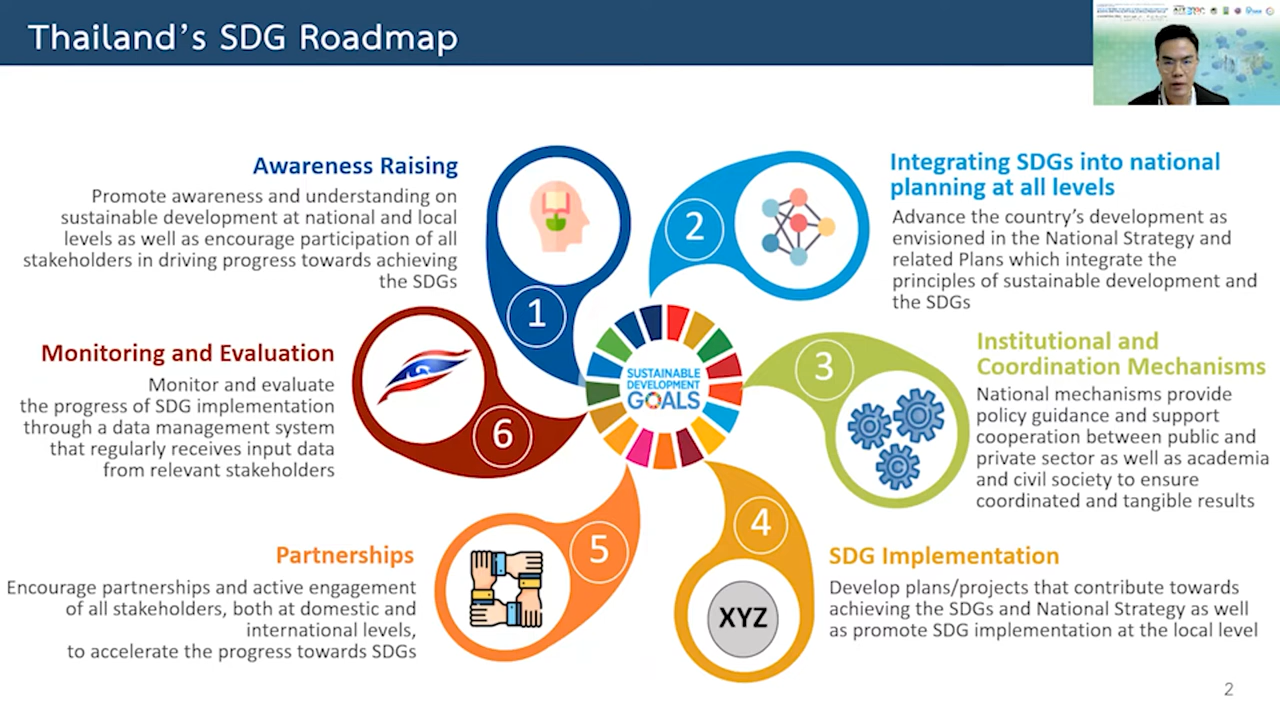 Thailand's SDG Roadmap
Awareness Raising
Promote awareness and understanding on
sustainable development at national and local
levels as well as encourage participation of all
stakeholders in driving progress towards achieving
the SDGs
1
2
Integrating SDGs into national
planning at all levels
Advance the country's development as
envisioned in the National Strategy and
related Plans which integrate the
principles of sustainable development and
the SDGs
3
Institutional and
Coordination Mechanisms
National mechanisms provide
policy guidance and support
cooperation between public and
private sector as well as academia
and civil society to ensure
coordinated and tangible results
4
XYZ
SDG Implementation
Develop plans/projects that contribute towards
achieving the SDGs and National Strategy as well
as promote SDG implementation at the local level
5
Partnerships
Encourage partnerships and active engagement
of all stakeholders, both at domestic and
international levels,
to accelerate the progress towards SDGs
6
Monitoring and Evaluation
Monitor and evaluate
the progress of SDG implementation
through a data management system
that regularly receives input data
from relevant stakeholders
SUSTAINABLE
DEVELOPMENT
GOALS
2